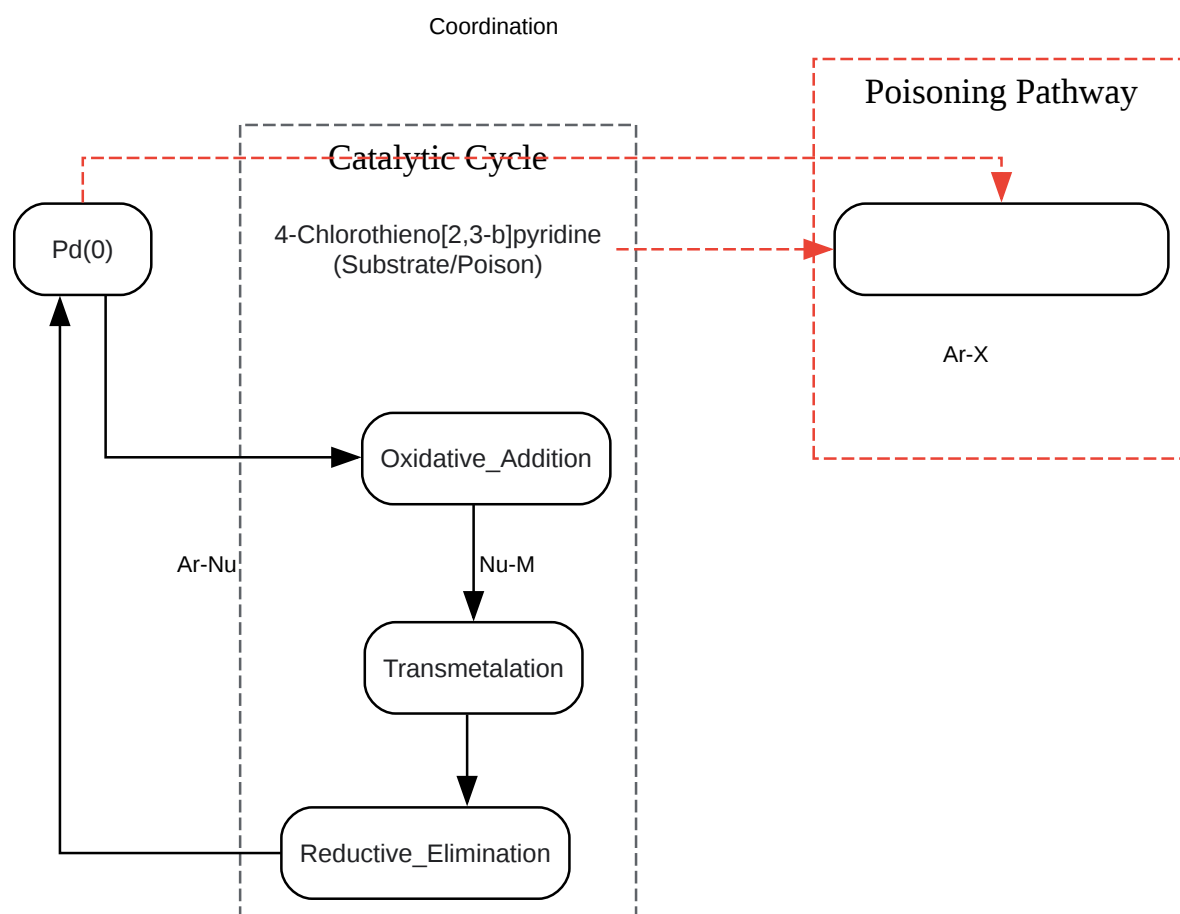 Coordination
Poisoning Pathway
Catalytic Cycle
Pd(0)
4-Chlorothieno[2,3-b]pyridine
(Substrate/Poison)
Ar-X
Oxidative_Addition
Ar-Nu
Nu-M
Transmetalation
Reductive_Elimination